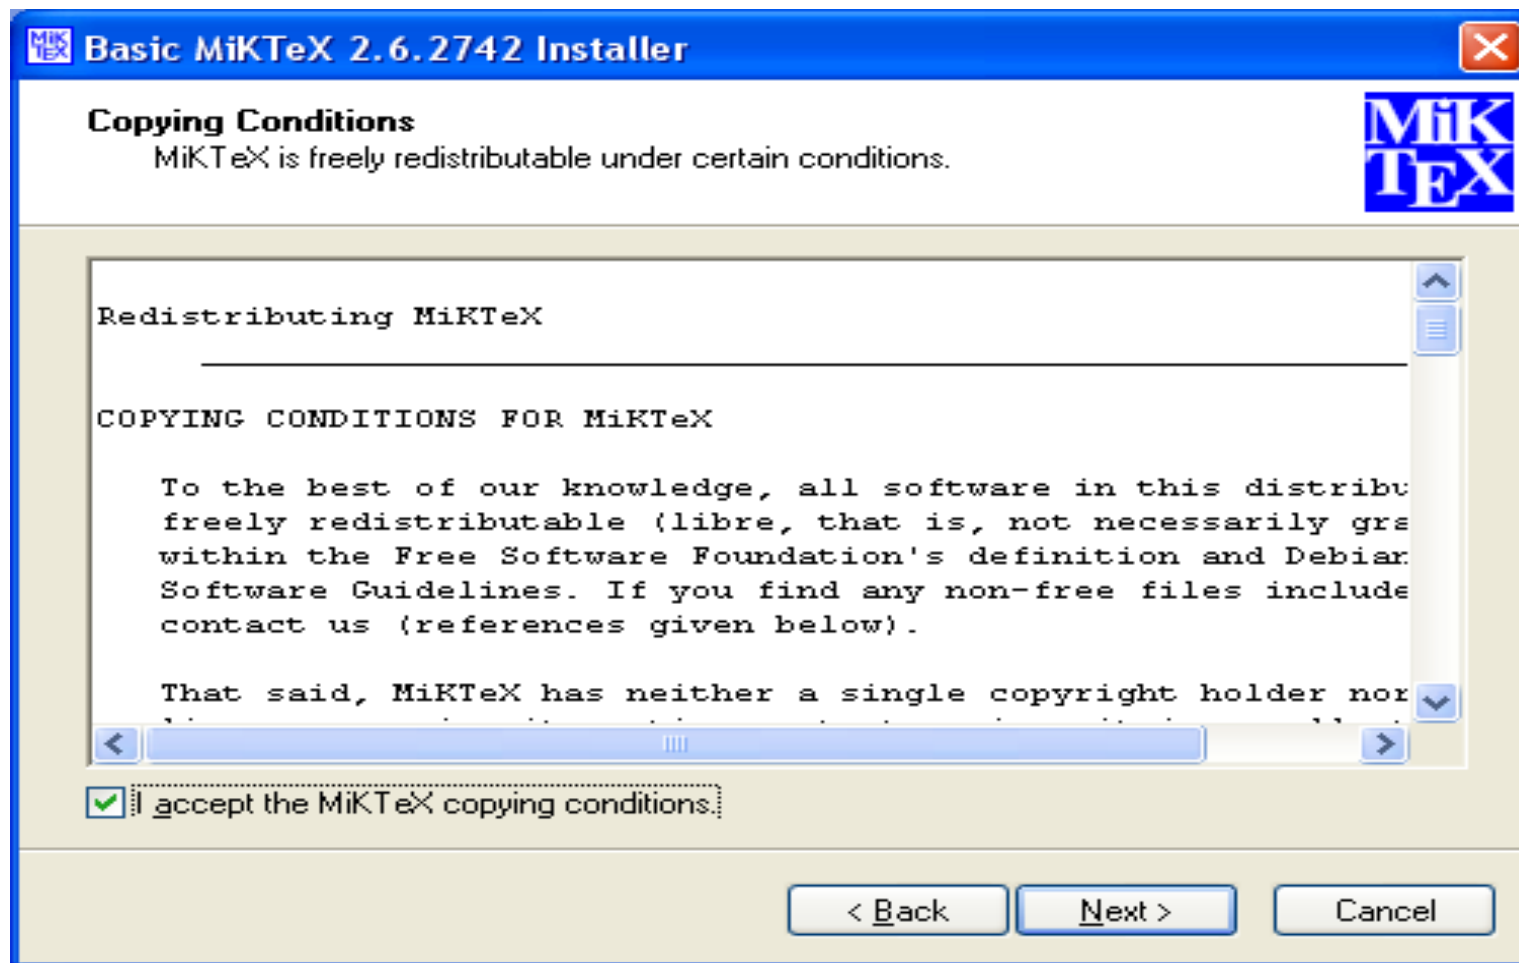 MiK
TEX
Basic MiKTeX 2.6.2742 Installer
Copying Conditions
MiKTeX is freely redistributable under certain conditions.
MiK
TEX
Redistributing MiKTeX
COPYING CONDITIONS FOR MiKTeX
To the best of our knowledge, all software in this distribu
freely redistributable (libre, that is, not necessarily gra
within the Free Software Foundation's definition and Debian
Software Guidelines. If you find any non-free files include
contact us (references given below).
That said, MiKTeX has neither a single copyright holder nor
I accept the MiKTeX copying conditions.
< Back
Next >
Cancel